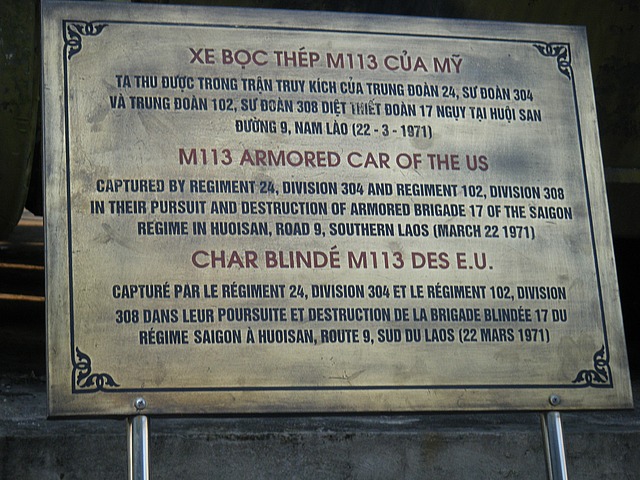 XE BỌC THÉP M113 CỦA MỸ
TA THU ĐƯỢC TRONG TRẬN TRUY KÍCH CỦA TRUNG ĐOÀN 24, SƯ ĐOÀN 304
VÀ TRUNG ĐOÀN 102, SƯ ĐOÀN 308 DIỆT THIẾT ĐOÀN 17 NGỤY TẠI HUỘI SAN
ĐƯỜNG 9, NAM LÀO (22 - 3 - 1971)
M113 ARMORED CAR OF THE US
CAPTURED BY REGIMENT 24, DIVISION 304 AND REGIMENT 102, DIVISION 308
IN THEIR PURSUIT AND DESTRUCTION OF ARMORED BRIGADE 17 OF THE SAIGON
REGIME IN HUOISAN, ROAD 9, SOUTHERN LAOS (MARCH 22 1971)
CHAR BLINDÉ M113 DES E.U.
CAPTURÉ PAR LE RÉGIMENT 24, DIVISION 304 ET LE RÉGIMENT 102, DIVISION
308 DANS LEUR POURSUITE ET DESTRUCTION DE LA BRIGADE BLINDÉE 17 DU
RÉGIME SAIGON À HUOISAN, ROUTE 9, SUD DU LAOS (22 MARS 1971)